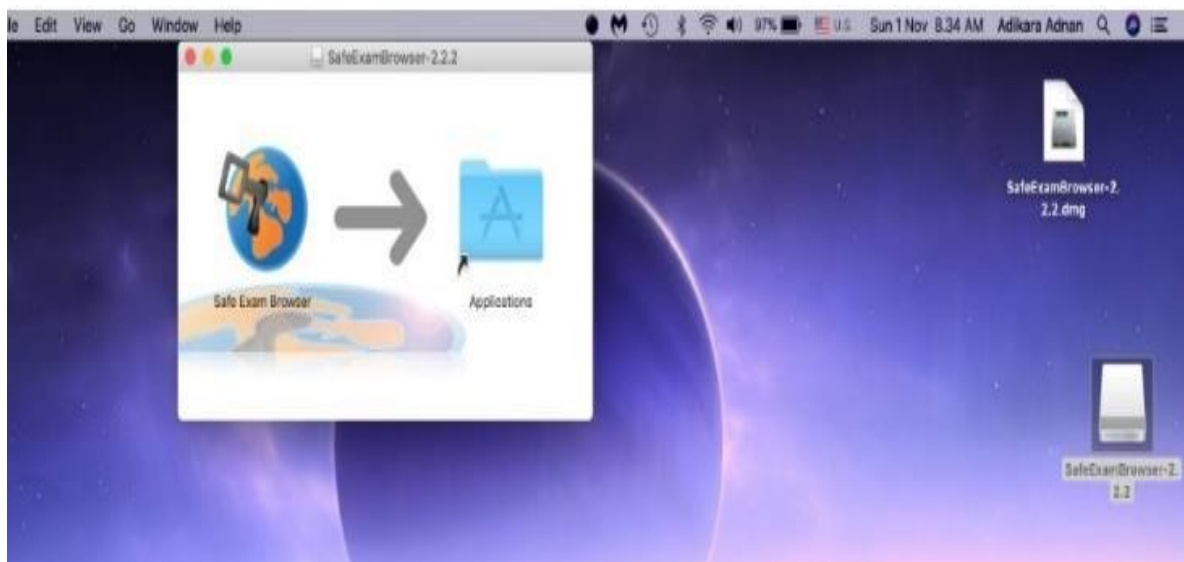 le Edit View Go Window Help 97% U.S. Sun 1 Nov 8.34 AM Adikara Adnan
SafeExamBrowser-2.2.2
Safe Exam Browser
Applications
SafeExamBrowser-2.
2.2.dmg
SafeExamBrowser-2.
2.2